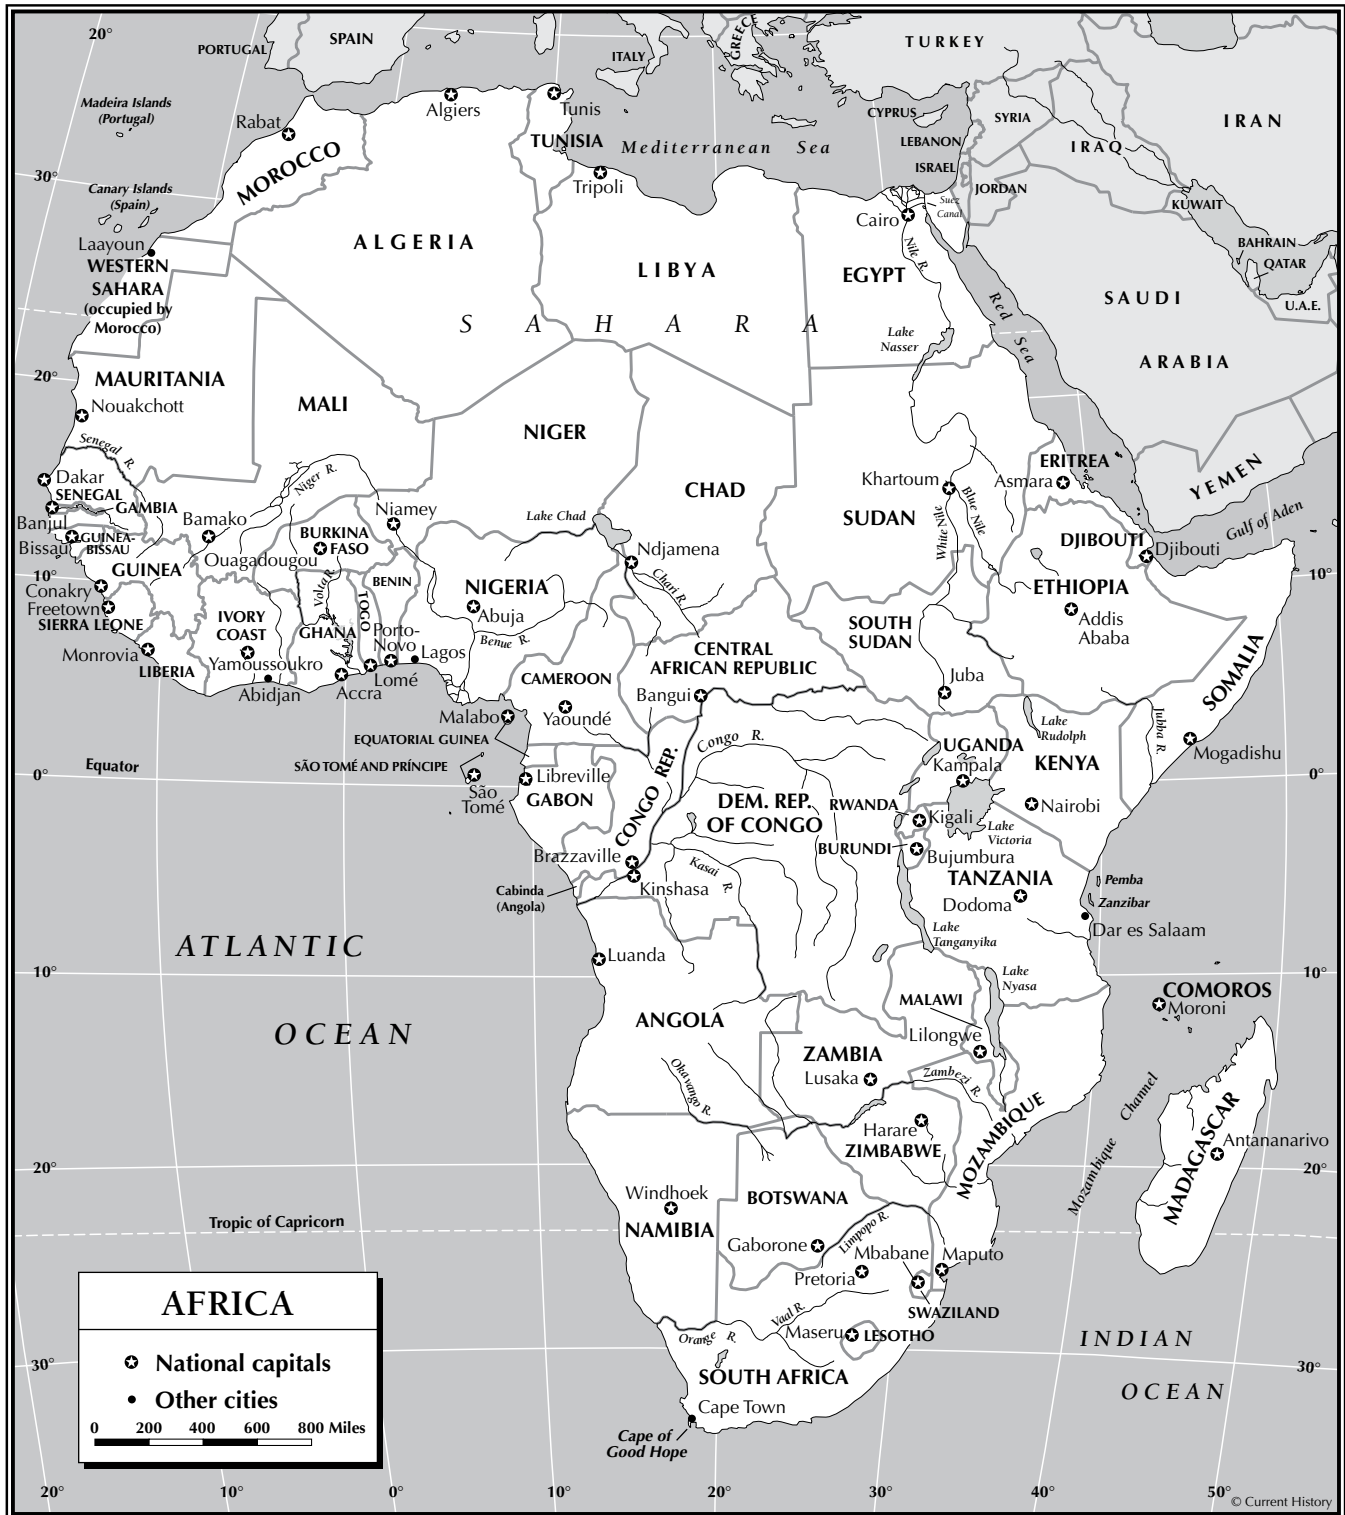 20°
PORTUGAL
SPAIN
ITALY
GREECE
TURKEY
Madeira Islands
(Portugal)
Rabat
Algiers
Tunis
TUNISIA
Mediterranean Sea
CYPRUS
SYRIA
LEBANON
ISRAEL
IRAQ
IRAN
JORDAN
KUWAIT
MOROCCO
Tripoli
30°
Canary Islands
(Spain)
Cairo
Suez
Canal
Nile R.
BAHRAIN
QATAR
U.A.E.
Laayoun
WESTERN
SAHARA
(occupied by
Morocco)
ALGERIA
LIBYA
EGYPT
SAUDI
ARABIA
Red
Sea
SAHARA
Lake
Nasser
20°
MAURITANIA
Nouakchott
MALI
NIGER
CHAD
SUDAN
Khartoum
ERITREA
Asmara
YEMEN
Gulf of Aden
Senegal R.
Dakar
SENEGAL
GAMBIA
Banjul
Bissau
GUINEA-
BISSAU
Niger R.
Bamako
Niamey
Lake Chad
Ndjamena
Chari R.
White Nile
Blue Nile
DJIBOUTI
Djibouti
BURKINA
FASO
Ouagadougou
GUINEA
10°
10°
Conakry
Freetown
SIERRA LEONE
BENIN
NIGERIA
Abuja
ETHIOPIA
Addis
Ababa
Volta R.
TOGO
IVORY
COAST
GHANA
Porto-
Novo
Lagos
Benue R.
SOUTH
SUDAN
CENTRAL
AFRICAN REPUBLIC
Monrovia
LIBERIA
Yamoussoukro
Abidjan
Accra
Lomé
CAMEROON
Yaoundé
Bangui
Juba
SOMALIA
Malabo
EQUATORIAL GUINEA
Congo R.
Lake
Rudolph
Jubba R.
Mogadishu
UGANDA
Kampala
KENYA
Nairobi
Equator
0°
0°
SÃO TOMÉ AND PRÍNCIPE
São
Tomé
Libreville
GABON
CONGO REP.
DEM. REP.
OF CONGO
RWANDA
Kigali
Lake
Victoria
BURUNDI
Bujumbura
Brazzaville
Kinshasa
Kasai R.
Cabinda
(Angola)
TANZANIA
Dodoma
Pemba
Zanzibar
Dar es Salaam
Lake
Tanganyika
ATLANTIC
OCEAN
Luanda
10°
10°
Lake
Nyasa
COMOROS
Moroni
MALAWI
Lilongwe
ANGOLA
ZAMBIA
Lusaka
Okavango R.
Zambezi R.
Harare
ZIMBABWE
MOZAMBIQUE
Mozambique Channel
MADAGASCAR
Antananarivo
20°
20°
Windhoek
NAMIBIA
BOTSWANA
Tropic of Capricorn
Gaborone
Limpopo R.
Mbabane
Maputo
Pretoria
SWAZILAND
Vaal R.
Orange R.
Maseru
LESOTHO
SOUTH AFRICA
Cape Town
Cape of
Good Hope
INDIAN
OCEAN
30°
30°
AFRICA
National capitals
Other cities
0 200 400 600 800 Miles
20° 10° 0° 10° 20° 30° 40° 50°
© Current History